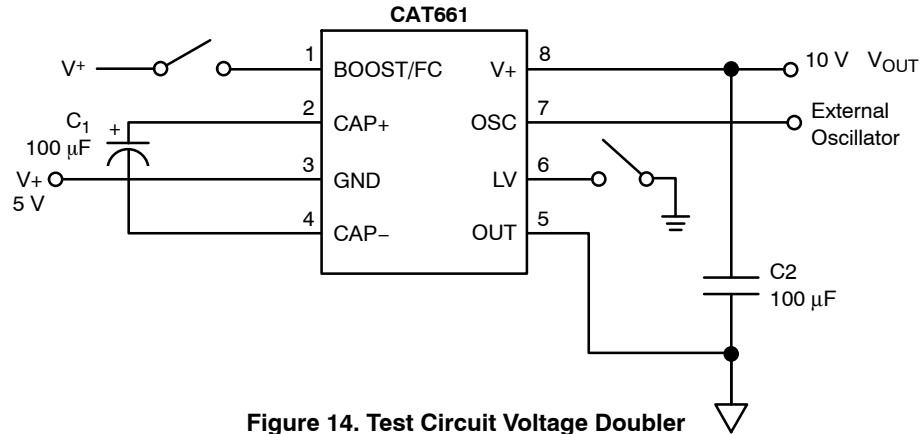 CAT661
V+
1
BOOST/FC
V+
8
10 V VOUT
C1
+
100 µF
2
CAP+
OSC
7
External
Oscillator
V+
5 V
3
GND
LV
6
4
CAP–
OUT
5
C2
100 µF
Figure 14. Test Circuit Voltage Doubler